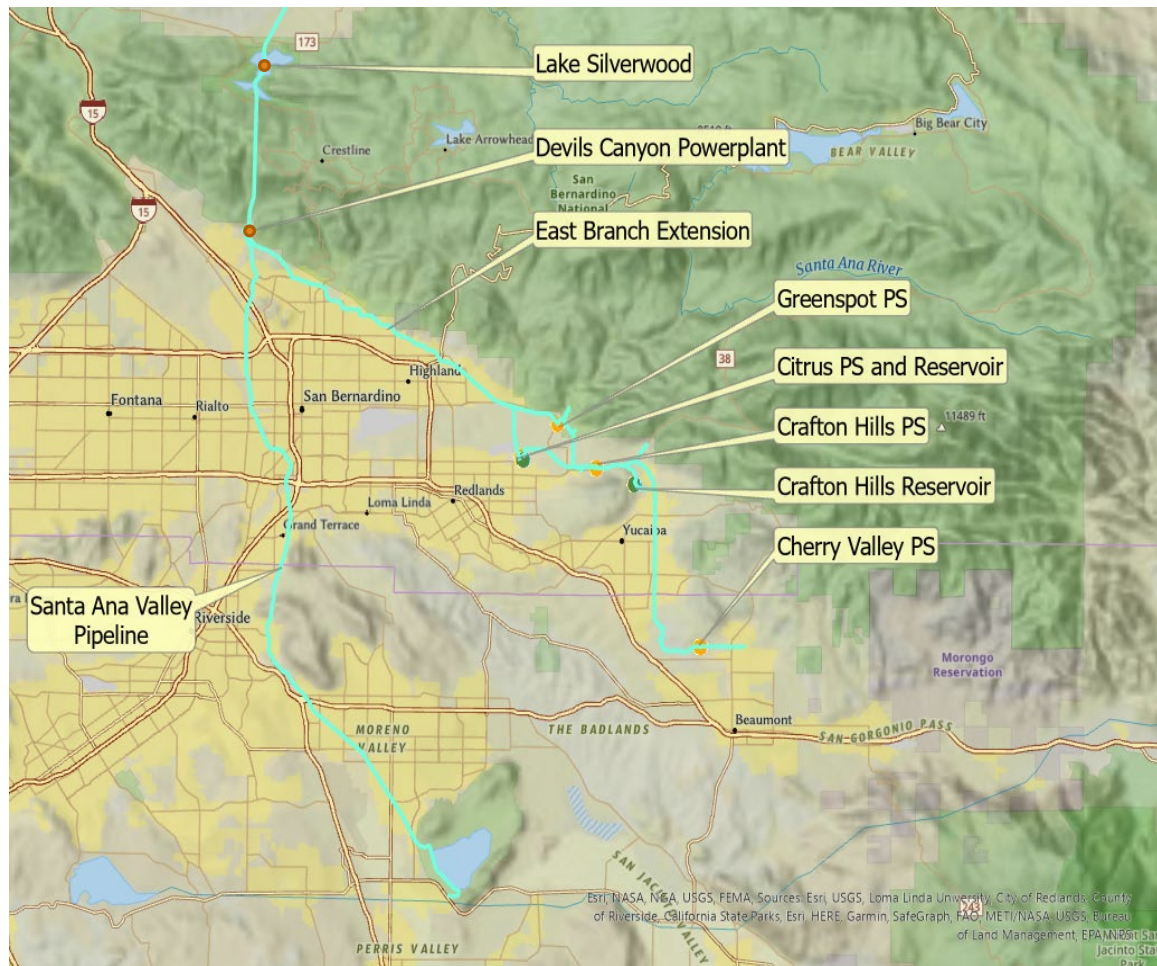 173
Lake Silverwood
15
Devils Canyon Powerplant
Lake Arrowhead
Crestline
Big Bear City
BEAR VALLEY
San
Bernardino
National
15
East Branch Extension
Santa Ana River
Greenspot PS
38
Citrus PS and Reservoir
Highland
Fontana
Rialto
San Bernardino
Crafton Hills PS
11489 ft
Crafton Hills Reservoir
Redlands
Loma Linda
Grand Terrace
Yucaipa
Cherry Valley PS
Santa Ana Valley
Pipeline
Riverside
Morongo
Reservation
MORENO
VALLEY
THE BADLANDS
Beaumont
SAN GORGONIO PASS
SAN JACINTO VALLEY
PERRIS VALLEY
243
Esri, NASA, NGA, USGS, FEMA, Sources: Esri, USGS, Loma Linda University, City of Redlands, County
of Riverside, California State Parks, Esri, HERE, Garmin, SafeGraph, FAO, METI/NASA, USGS, Bureau
of Land Management, EPA, NPS
Jacinto Sta
Park